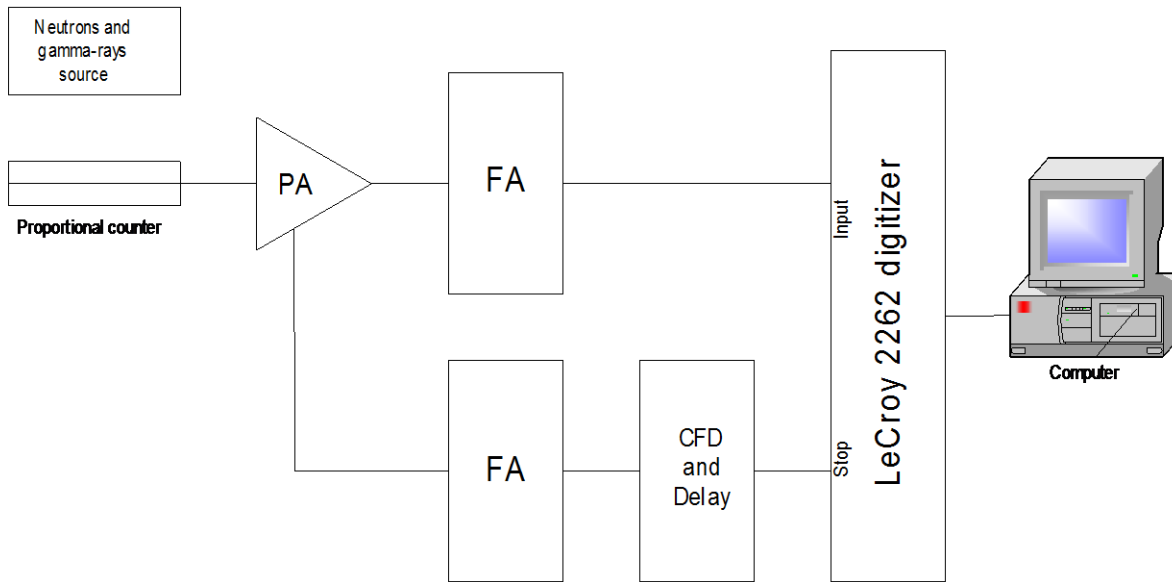 Neutrons and
gamma-rays
source
Proportional counter
PA
FA
FA
CFD
and
Delay
Input
Stop
LeCroy 2262 digitizer
Computer